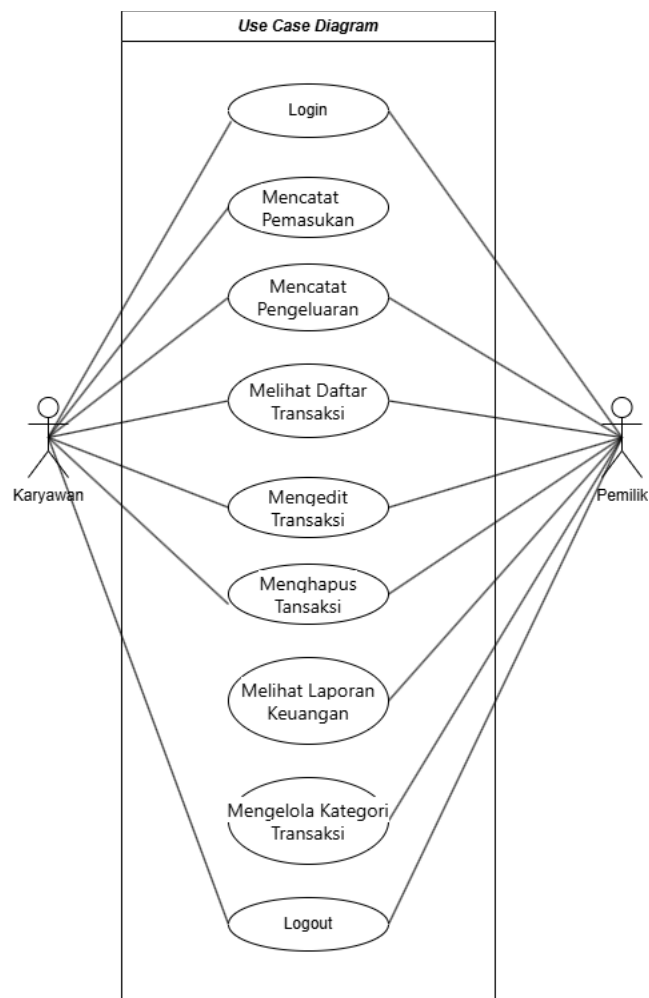 Use Case Diagram
Login
Mencatat
Pemasukan
Mencatat
Pengeluaran
Melihat Daftar
Transaksi
Karyawan
Pemilik
Mengedit
Transaksi
Menghapus
Tansaksi
Melihat Laporan
Keuangan
Mengelola Kategori
Transaksi
Logout